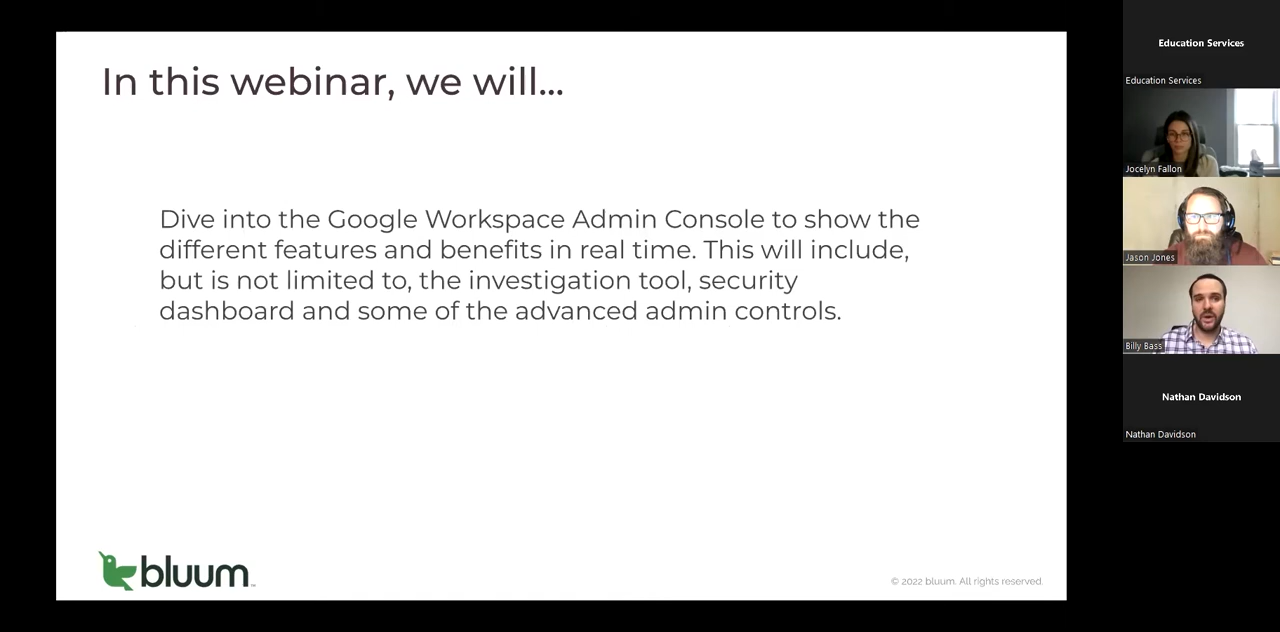 In this webinar, we will...
Dive into the Google Workspace Admin Console to show the
different features and benefits in real time. This will include,
but is not limited to, the investigation tool, security
dashboard and some of the advanced admin controls.
bluum
© 2022 bluum. All rights reserved.
Education Services
Education Services
Jocelyn Fallon
Jason Jones
Billy Bass
Nathan Davidson
Nathan Davidson